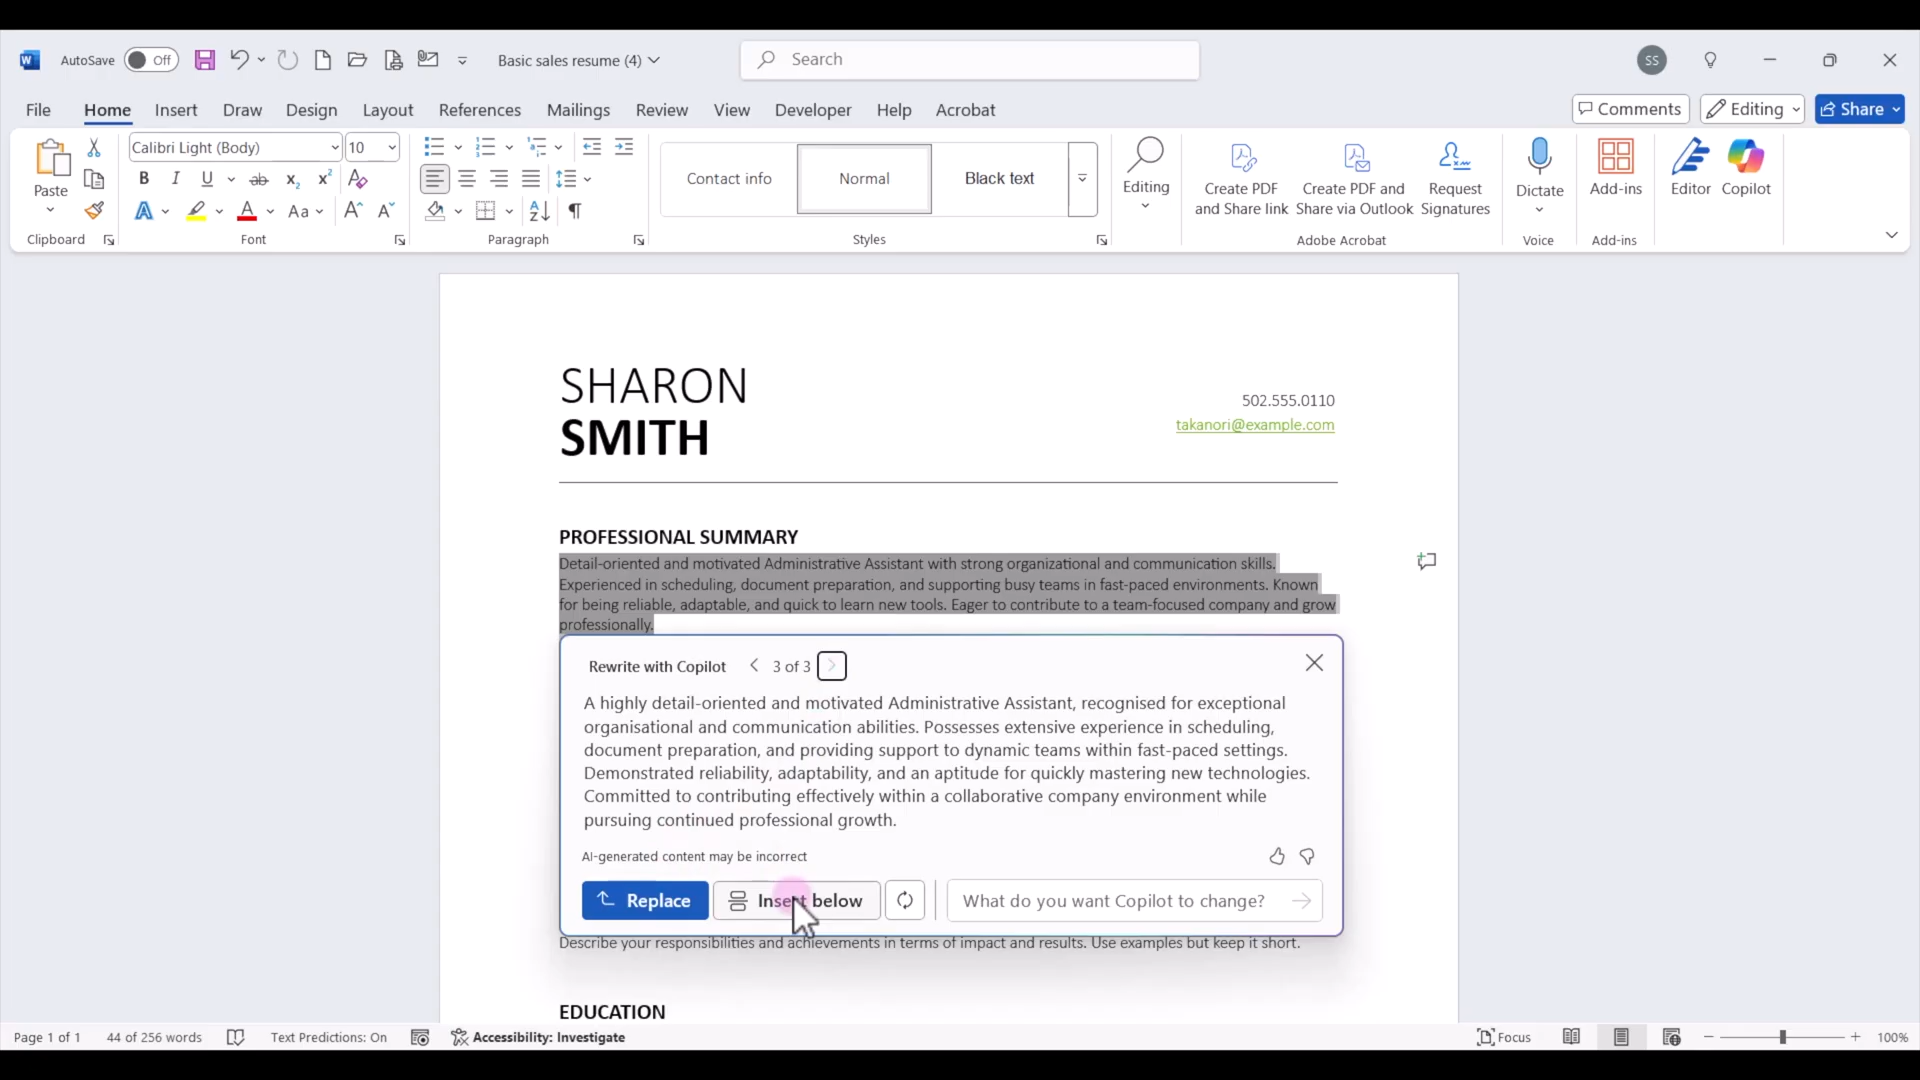 AutoSave Off Basic sales resume (4) Search SS
File Home Insert Draw Design Layout References Mailings Review View Developer Help Acrobat Comments Editing Share
Paste
Clipboard
Calibri Light (Body) 10
Font
Paragraph
Contact info Normal Black text
Styles
Editing
Create PDF
and Share link
Create PDF and
Share via Outlook
Request
Signatures
Adobe Acrobat
Dictate
Voice
Add-ins
Add-ins
Editor
Copilot
SHARON
SMITH
502.555.0110
takanori@example.com
PROFESSIONAL SUMMARY
Detail-oriented and motivated Administrative Assistant with strong organizational and communication skills.
Experienced in scheduling, document preparation, and supporting busy teams in fast-paced environments. Known
for being reliable, adaptable, and quick to learn new tools. Eager to contribute to a team-focused company and grow
professionally.
Rewrite with Copilot 3 of 3
A highly detail-oriented and motivated Administrative Assistant, recognised for exceptional
organisational and communication abilities. Possesses extensive experience in scheduling,
document preparation, and providing support to dynamic teams within fast-paced settings.
Demonstrated reliability, adaptability, and an aptitude for quickly mastering new technologies.
Committed to contributing effectively within a collaborative company environment while
pursuing continued professional growth.
AI-generated content may be incorrect
Replace Insert below What do you want Copilot to change?
Describe your responsibilities and achievements in terms of impact and results. Use examples but keep it short.
EDUCATION
Page 1 of 1 44 of 256 words Text Predictions: On Accessibility: Investigate Focus 100%